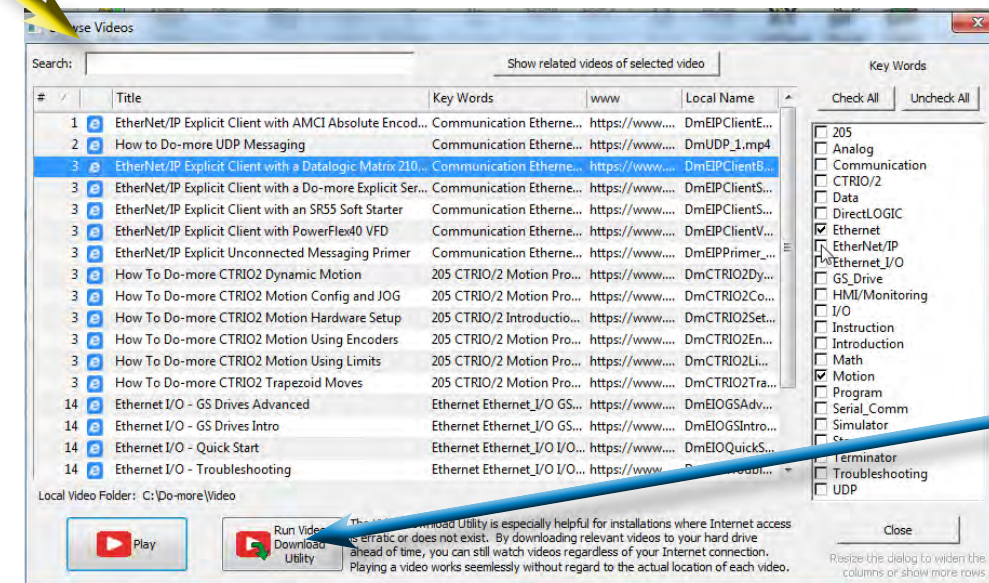 Browse Videos
Search:
Show related videos of selected video
Key Words
# Title Key Words www Local Name
Check All Uncheck All
1 EtherNet/IP Explicit Client with AMCI Absolute Encod... Communication Etherne... https://www.... DmEIPClientE...
2 How to Do-more UDP Messaging Communication Etherne... https://www.... DmUDP_1.mp4
3 EtherNet/IP Explicit Client with a Datalogic Matrix 210... Communication Etherne... https://www.... DmEIPClientB...
3 EtherNet/IP Explicit Client with a Do-more Explicit Ser... Communication Etherne... https://www.... DmEIPClientS...
3 EtherNet/IP Explicit Client with an SR55 Soft Starter Communication Etherne... https://www.... DmEIPClientS...
3 EtherNet/IP Explicit Client with PowerFlex40 VFD Communication Etherne... https://www.... DmEIPClientV...
3 EtherNet/IP Explicit Unconnected Messaging Primer Communication Etherne... https://www.... DmEIPPrimer_...
3 How To Do-more CTRIO2 Dynamic Motion 205 CTRIO/2 Motion Pro... https://www.... DmCTRIO2Dy...
3 How To Do-more CTRIO2 Motion Config and JOG 205 CTRIO/2 Motion Pro... https://www.... DmCTRIO2Co...
3 How To Do-more CTRIO2 Motion Hardware Setup 205 CTRIO/2 Introductio... https://www.... DmCTRIO2Set...
3 How To Do-more CTRIO2 Motion Using Encoders 205 CTRIO/2 Motion Pro... https://www.... DmCTRIO2En...
3 How To Do-more CTRIO2 Motion Using Limits 205 CTRIO/2 Motion Pro... https://www.... DmCTRIO2Li...
3 How To Do-more CTRIO2 Trapezoid Moves 205 CTRIO/2 Motion Pro... https://www.... DmCTRIO2Tra...
14 Ethernet I/O - GS Drives Advanced Ethernet Ethernet_I/O GS... https://www.... DmEIOGSAdv...
14 Ethernet I/O - GS Drives Intro Ethernet Ethernet_I/O GS... https://www.... DmEIOGSIntro...
14 Ethernet I/O - Quick Start Ethernet Ethernet_I/O I/O... https://www.... DmEIOQuickS...
14 Ethernet I/O - Troubleshooting Ethernet Ethernet_I/O I/O... https://www....
205
Analog
Communication
CTRIO/2
Data
DirectLOGIC
Ethernet
EtherNet/IP
Ethernet_I/O
GS_Drive
HMI/Monitoring
I/O
Instruction
Introduction
Math
Motion
Program
Serial_Comm
Simulator
Terminator
Troubleshooting
UDP
Local Video Folder: C:\Do-more\Video
Play
Run Video
Download
Utility
The Download Utility is especially helpful for installations where Internet access
is erratic or does not exist. By downloading relevant videos to your hard drive
ahead of time, you can still watch videos regardless of your Internet connection.
Playing a video works seemlessly without regard to the actual location of each video.
Close
Resize the dialog to widen the
columns or show more rows